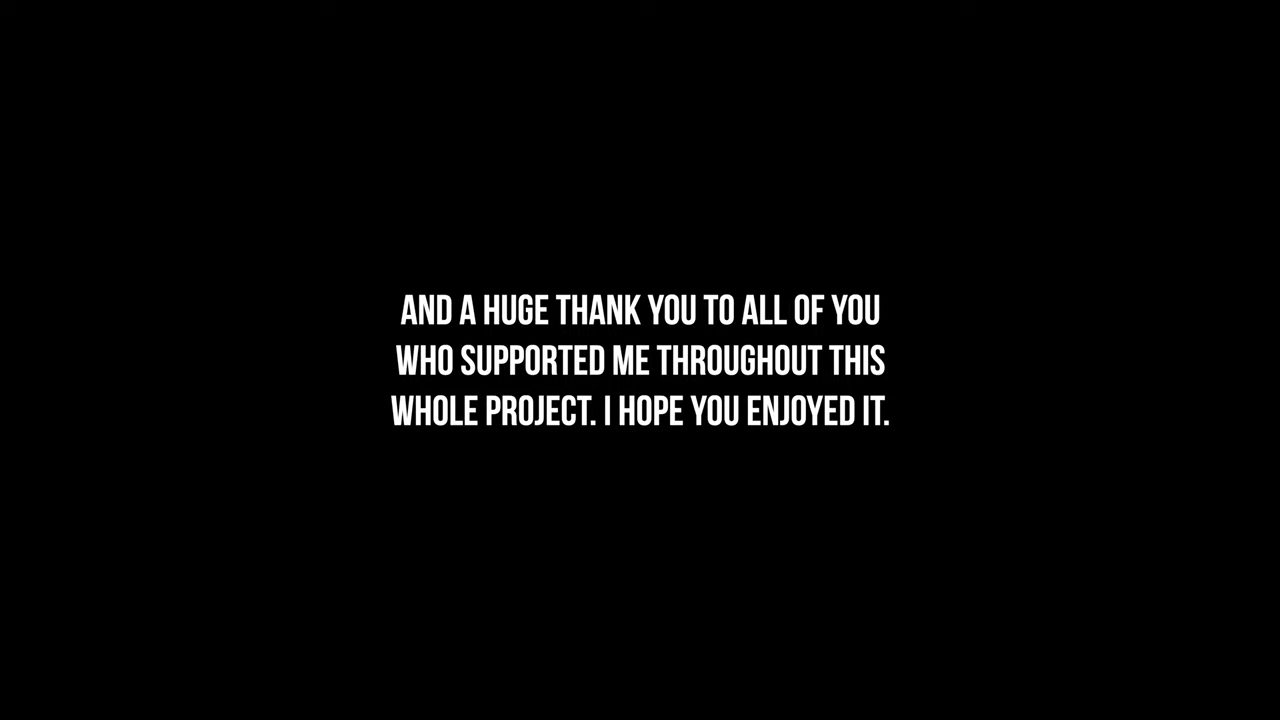 AND A HUGE THANK YOU TO ALL OF YOU
WHO SUPPORTED ME THROUGHOUT THIS
WHOLE PROJECT. I HOPE YOU ENJOYED IT.